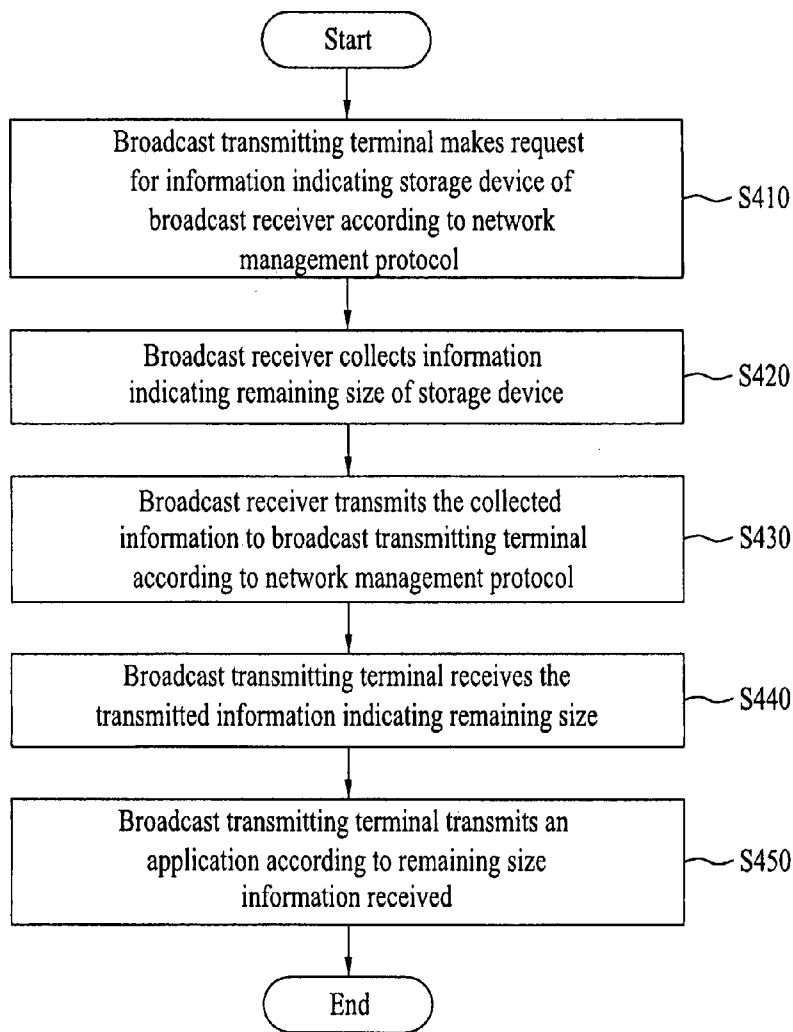 Start
Broadcast transmitting terminal makes request
for information indicating storage device of
broadcast receiver according to network
management protocol
S410
Broadcast receiver collects information
indicating remaining size of storage device
S420
Broadcast receiver transmits the collected
information to broadcast transmitting terminal
according to network management protocol
S430
Broadcast transmitting terminal receives the
transmitted information indicating remaining size
S440
Broadcast transmitting terminal transmits an
application according to remaining size
information received
S450
End